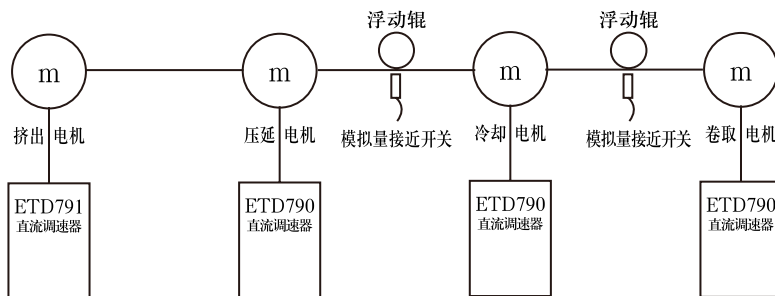 浮动辊
浮动辊
m
m
m
m
挤出 电机
压延 电机
模拟量接近开关
冷却 电机
模拟量接近开关
卷取 电机
ETD791
直流调速器
ETD790
直流调速器
ETD790
直流调速器
ETD790
直流调速器